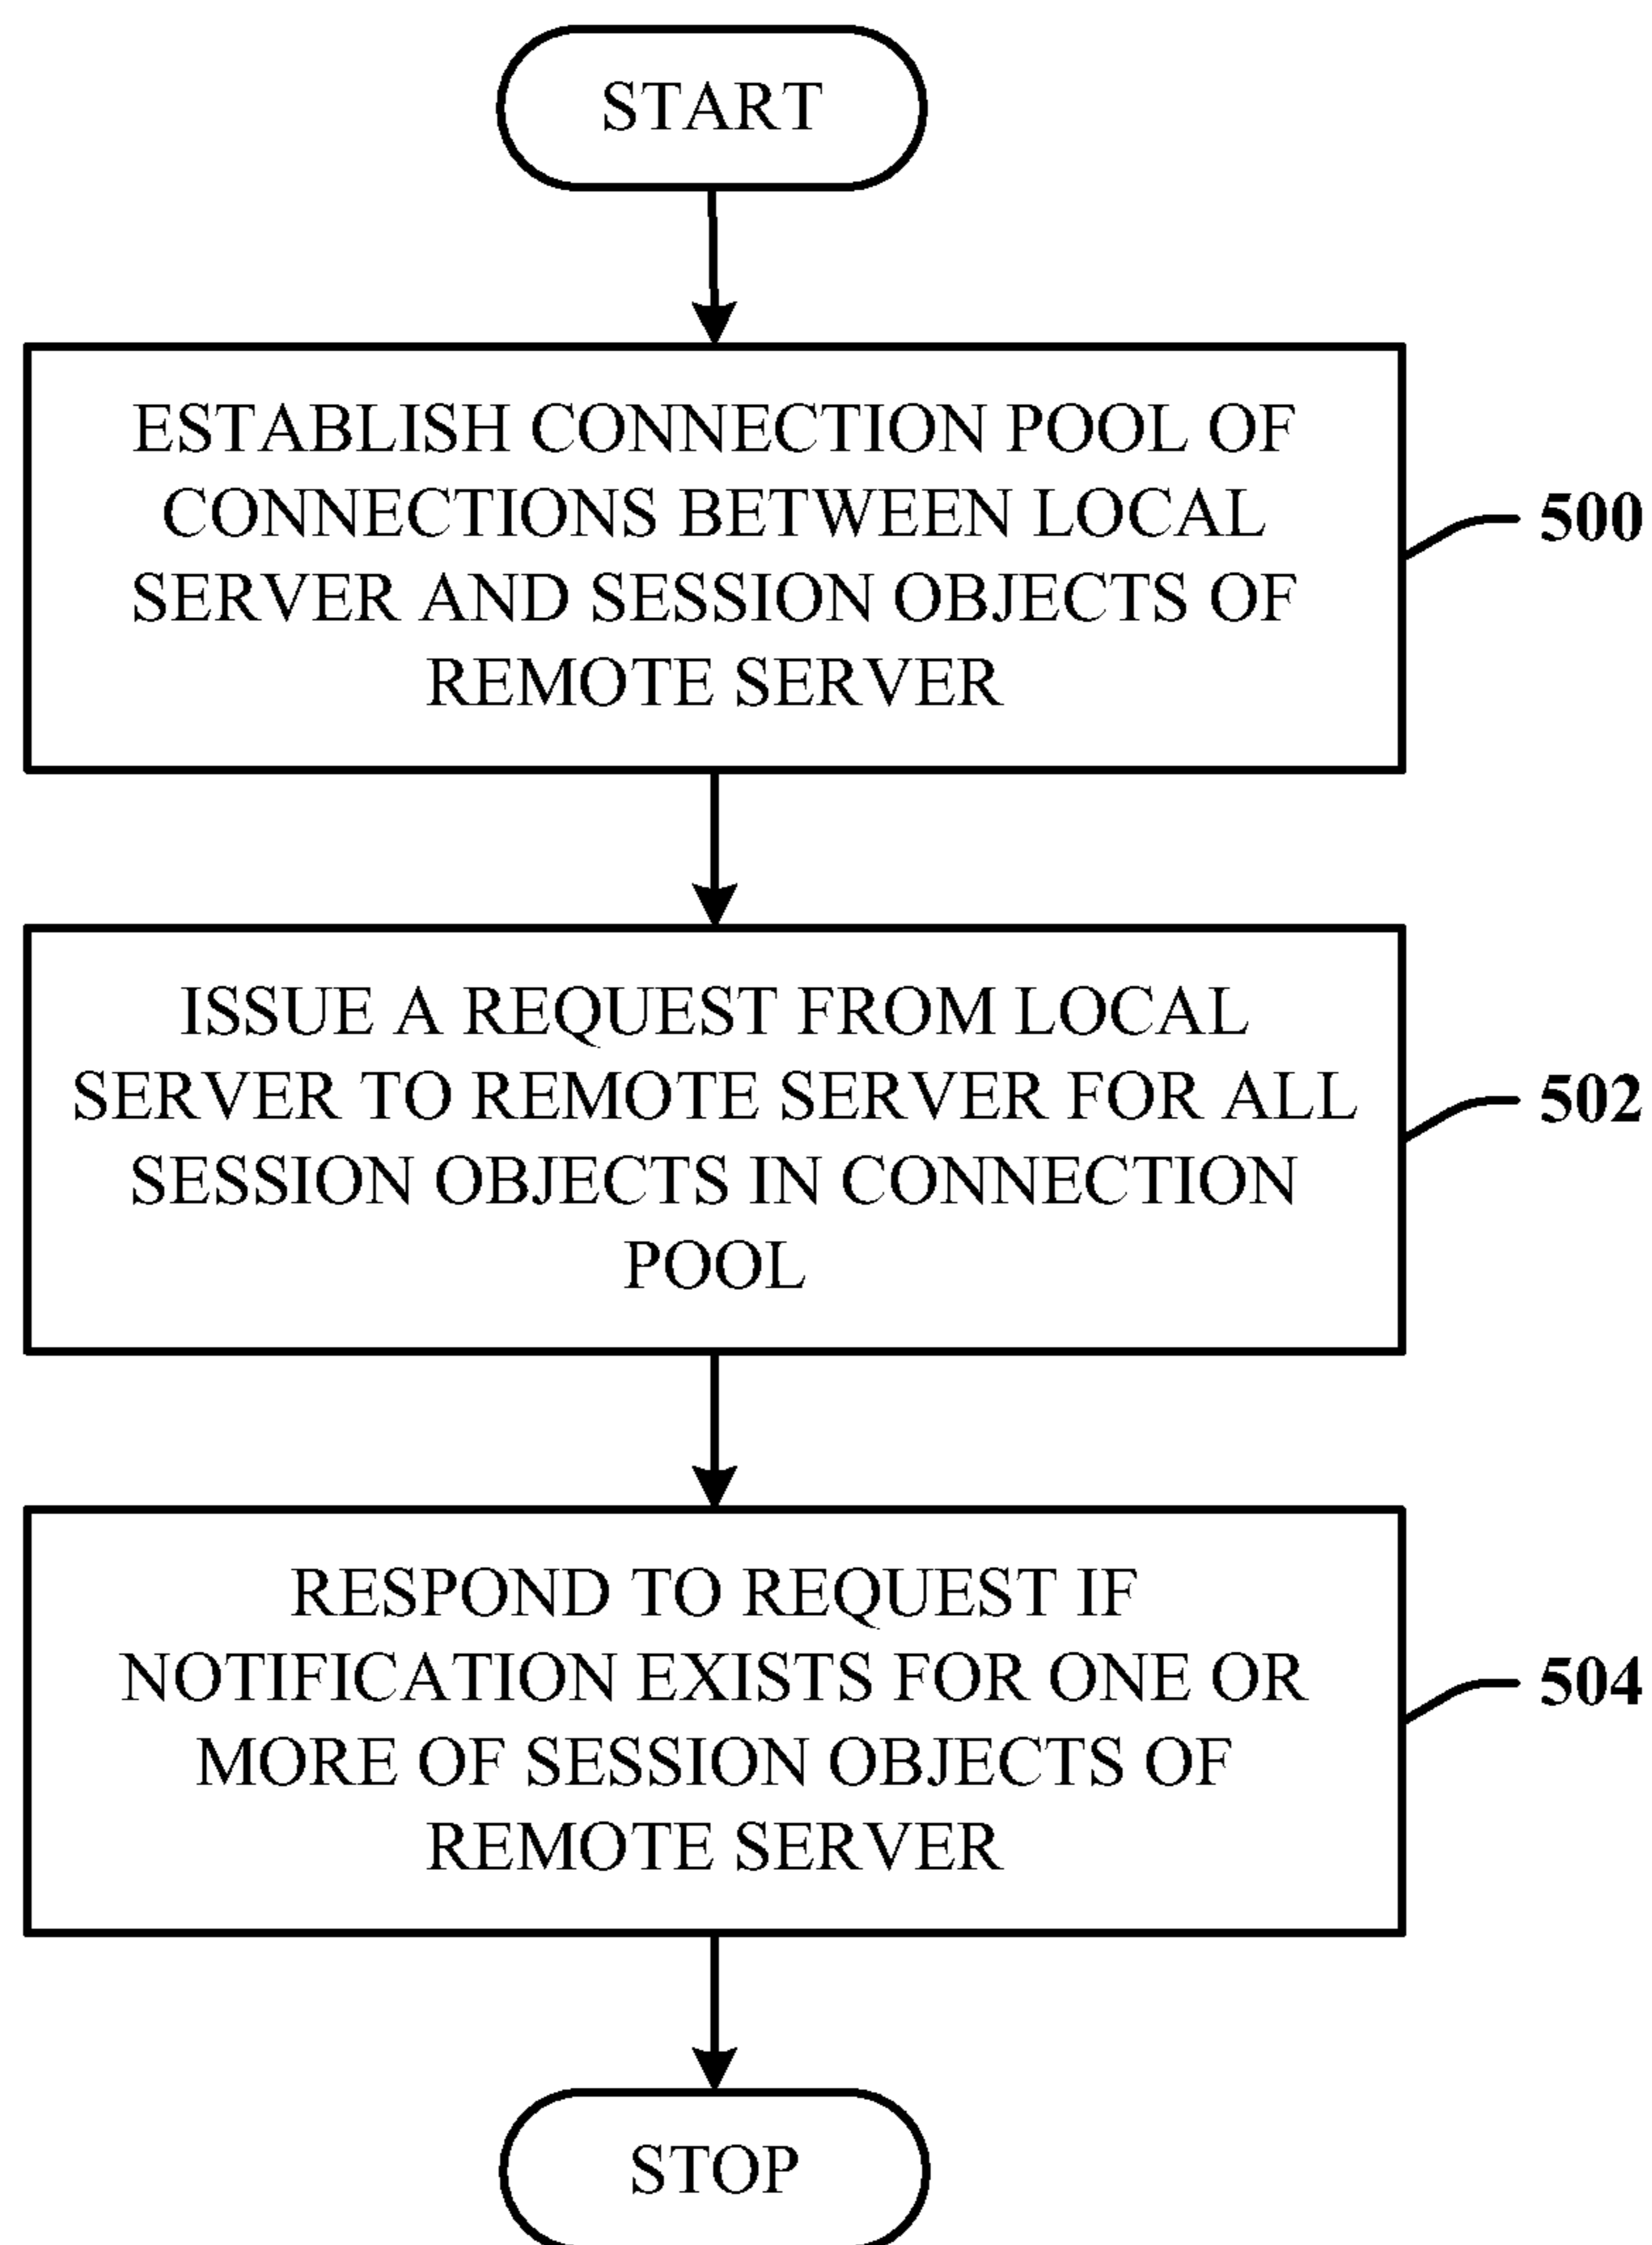 START
ESTABLISH CONNECTION POOL OF
CONNECTIONS BETWEEN LOCAL
SERVER AND SESSION OBJECTS OF
REMOTE SERVER
500
ISSUE A REQUEST FROM LOCAL
SERVER TO REMOTE SERVER FOR ALL
SESSION OBJECTS IN CONNECTION
POOL
502
RESPOND TO REQUEST IF
NOTIFICATION EXISTS FOR ONE OR
MORE OF SESSION OBJECTS OF
REMOTE SERVER
504
STOP